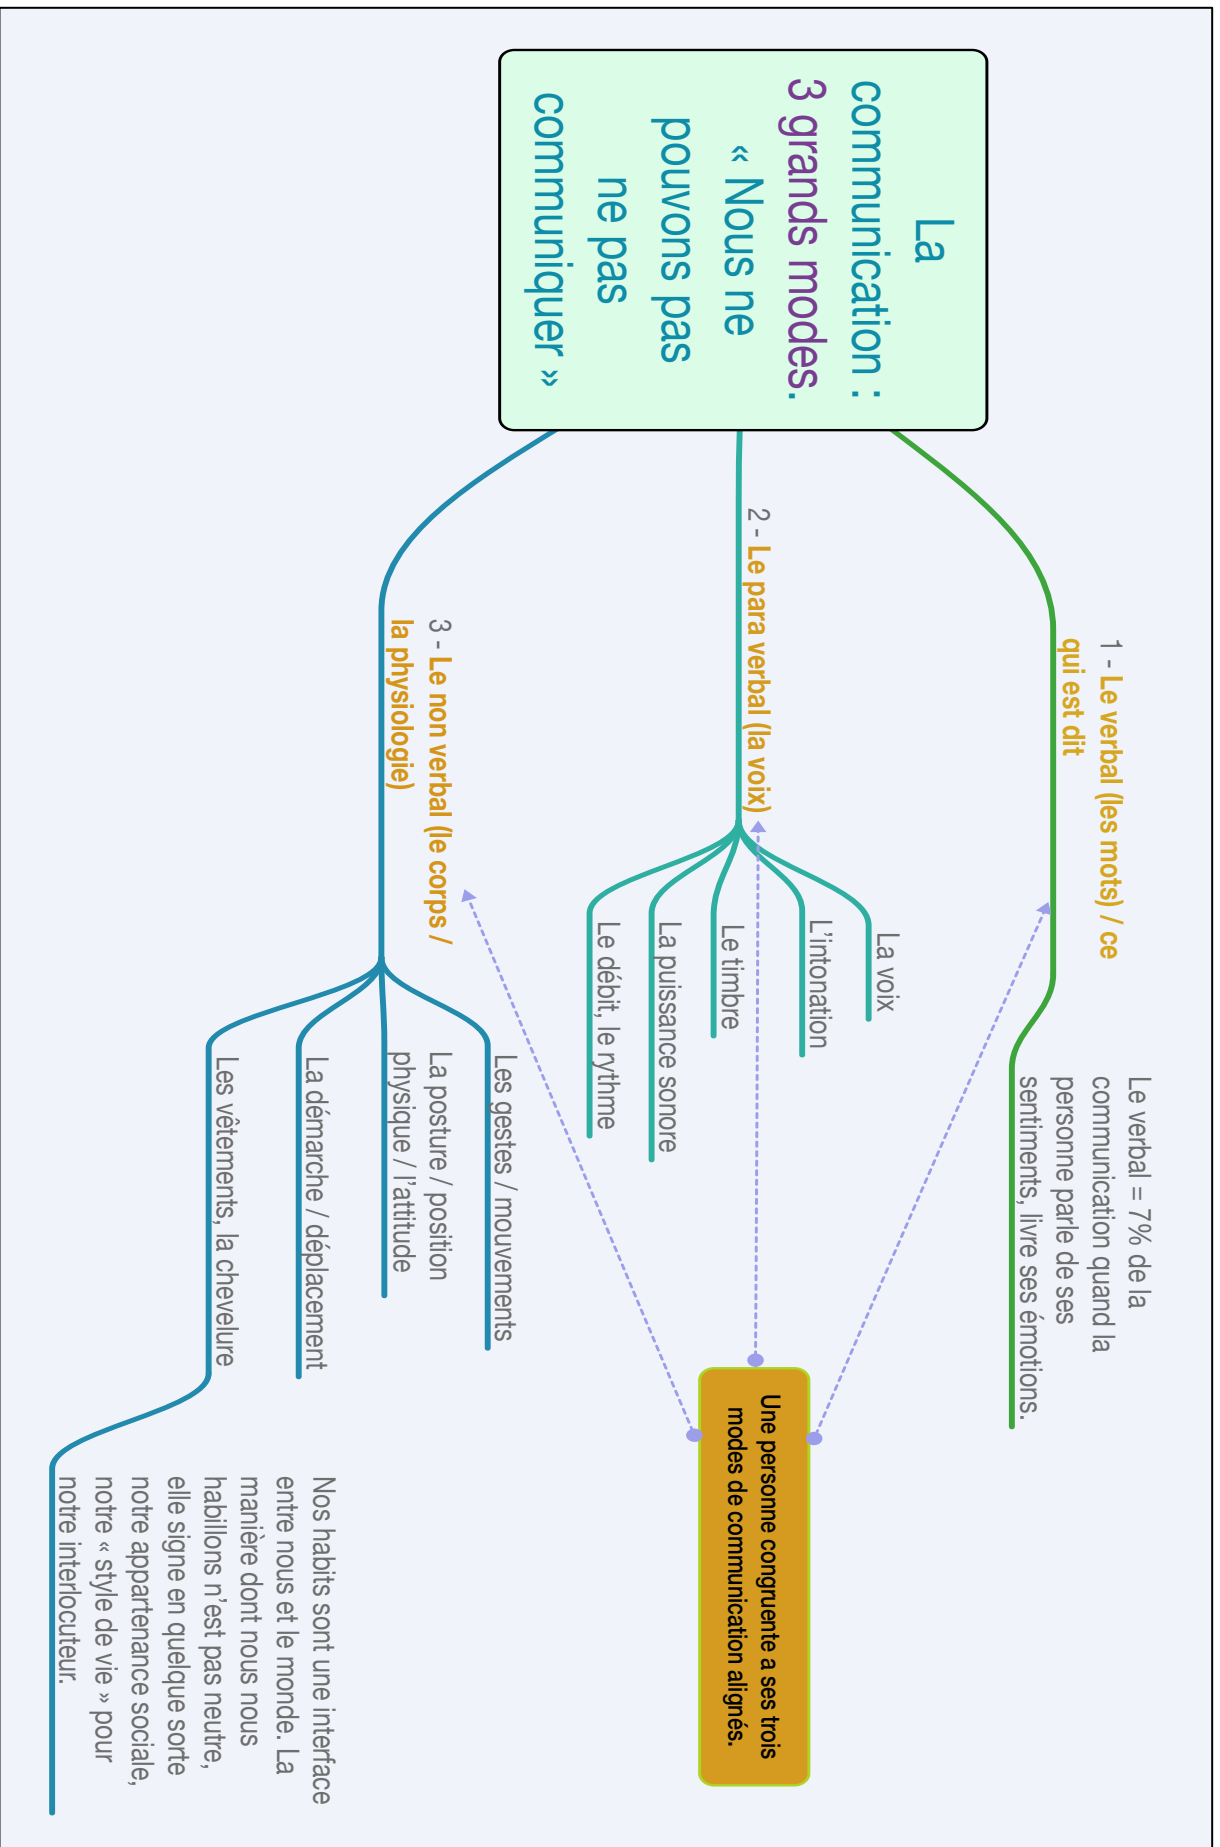 La
communication :
3 grands modes.
« Nous ne
pouvons pas
ne pas
communiquer »
1 - Le verbal (les mots) / ce
qui est dit
Le verbal = 7% de la
communication quand la
personne parle de ses
sentiments, livre ses émotions.
2 - Le para verbal (la voix)
La voix
L'intonation
Le timbre
La puissance sonore
Le débit, le rythme
Une personne congruente a ses trois
modes de communication alignés.
3 - Le non verbal (le corps /
la physiologie)
Les gestes / mouvements
La posture / position
physique / l'attitude
La démarche / déplacement
Les vêtements, la chevelure
Nos habits sont une interface
entre nous et le monde. La
manière dont nous nous
habillons n'est pas neutre,
elle signe en quelque sorte
notre appartenance sociale,
notre « style de vie » pour
notre interlocuteur.